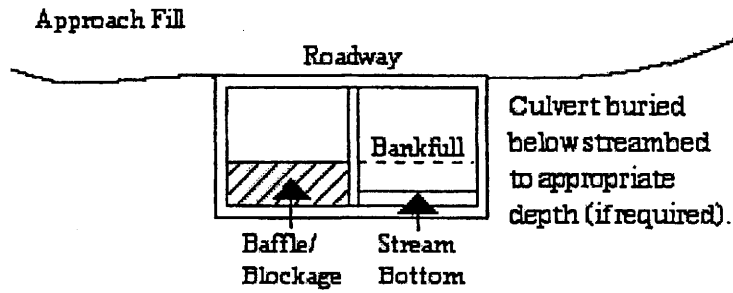 Approach Fill
Roadway
Bankfull
Culvert buried
below streambed
to appropriate
depth (if required).
Baffle/
Blockage
Stream
Bottom